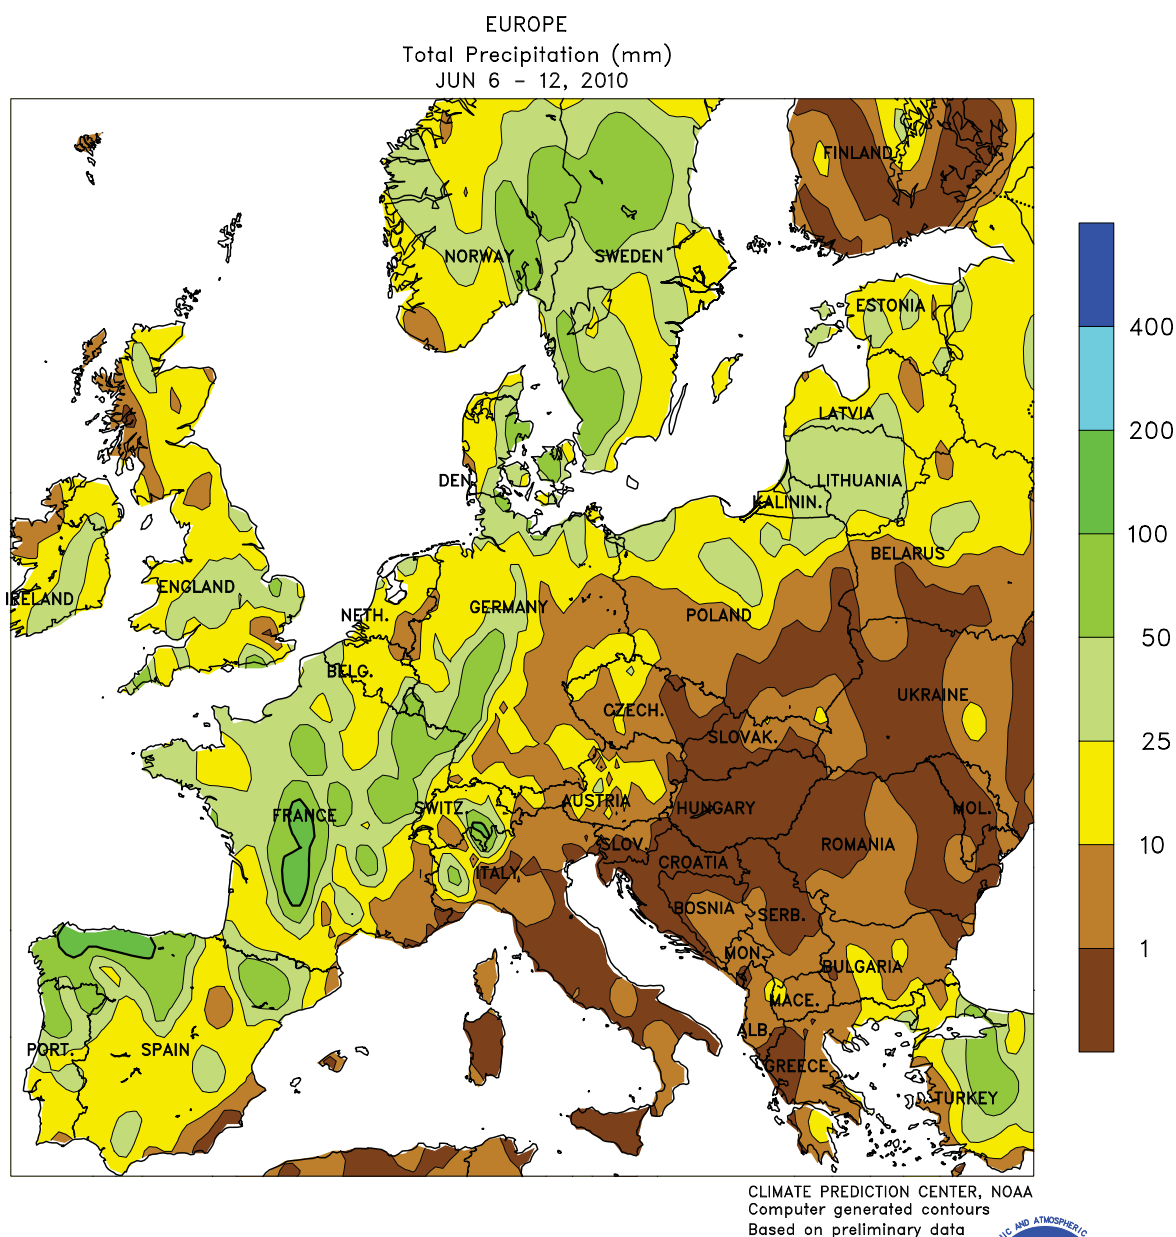 EUROPE
Total Precipitation (mm)
JUN 6 – 12, 2010
FINLAND
NORWAY
SWEDEN
ESTONIA
400
LATVIA
200
DEN.
LITHUANIA
KALININ.
100
BELARUS
ENGLAND
IRELAND
NETH.
GERMANY
POLAND
50
BELG.
UKRAINE
CZECH.
SLOVAK.
25
SWITZ
AUSTRIA
HUNGARY
MOL.
FRANCE
SLOV.
ROMANIA
10
CROATIA
ITALY
BOSNIA
SERB.
MON.
1
BULGARIA
MACE.
ALB.
PORT.
SPAIN
GREECE
TURKEY
CLIMATE PREDICTION CENTER, NOAA
Computer generated contours
Based on preliminary data
AND ATMOSPHERIC